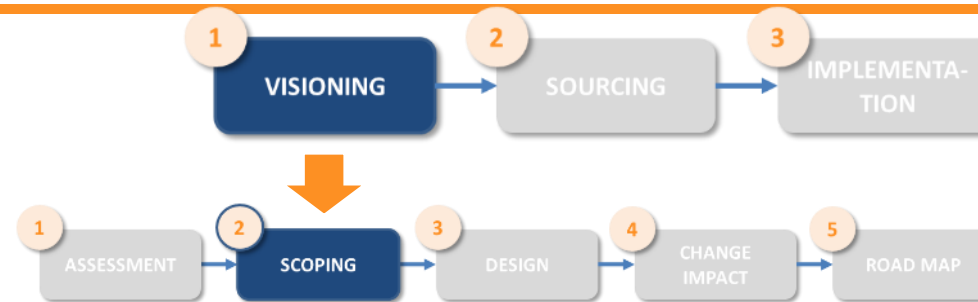 1
VISIONING
2
SOURCING
3
IMPLEMENTA-
TION
1
ASSESSMENT
2
SCOPING
3
DESIGN
4
CHANGE
IMPACT
5
ROAD MAP